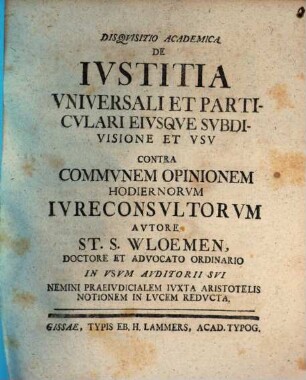 DISQVISITIO ACADEMICA
DE
IVSTITIA
VNIVERSALI ET PARTI-
CVLARI EIVSQVE SVBDI-
VISIONE ET VSV
CONTRA
COMMVNEM OPINIONEM
HODIERNORVM
IVRECONSVLTORVM
AVTORE
ST. S. WLOEMEN,
DOCTORE ET ADVOCATO ORDINARIO
IN VSVM AVDITORII SVI
NEMINI PRAEIVDICIALEM IVXTA ARISTOTELIS
NOTIONEM IN LVCEM REDVCTA.
GISSAE, TYPIS EB. H. LAMMERS, ACAD. TYPOG.